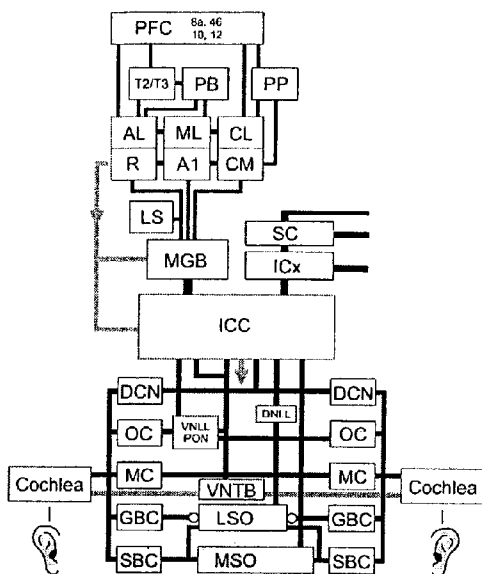 PFC 8a, 46
10, 12
T2/T3 PB PP
AL ML CL
R A1 CM
LS
SC
MGB
ICx
ICC
DCN DCN
DNLL
OC VNLL OC
PON
MC MC
Cochlea Cochlea
VNTB
GBC LSO GBC
SBC MSO SBC